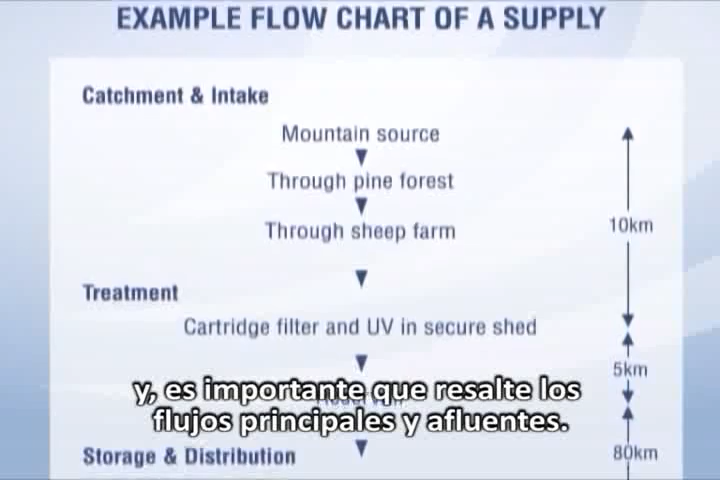 EXAMPLE FLOW CHART OF A SUPPLY
Catchment & Intake
Mountain source
Through pine forest
Through sheep farm
10km
Treatment
Cartridge filter and UV in secure shed
5km
y, es importante que resalte los
flujos principales y afluentes.
Storage & Distribution
80km